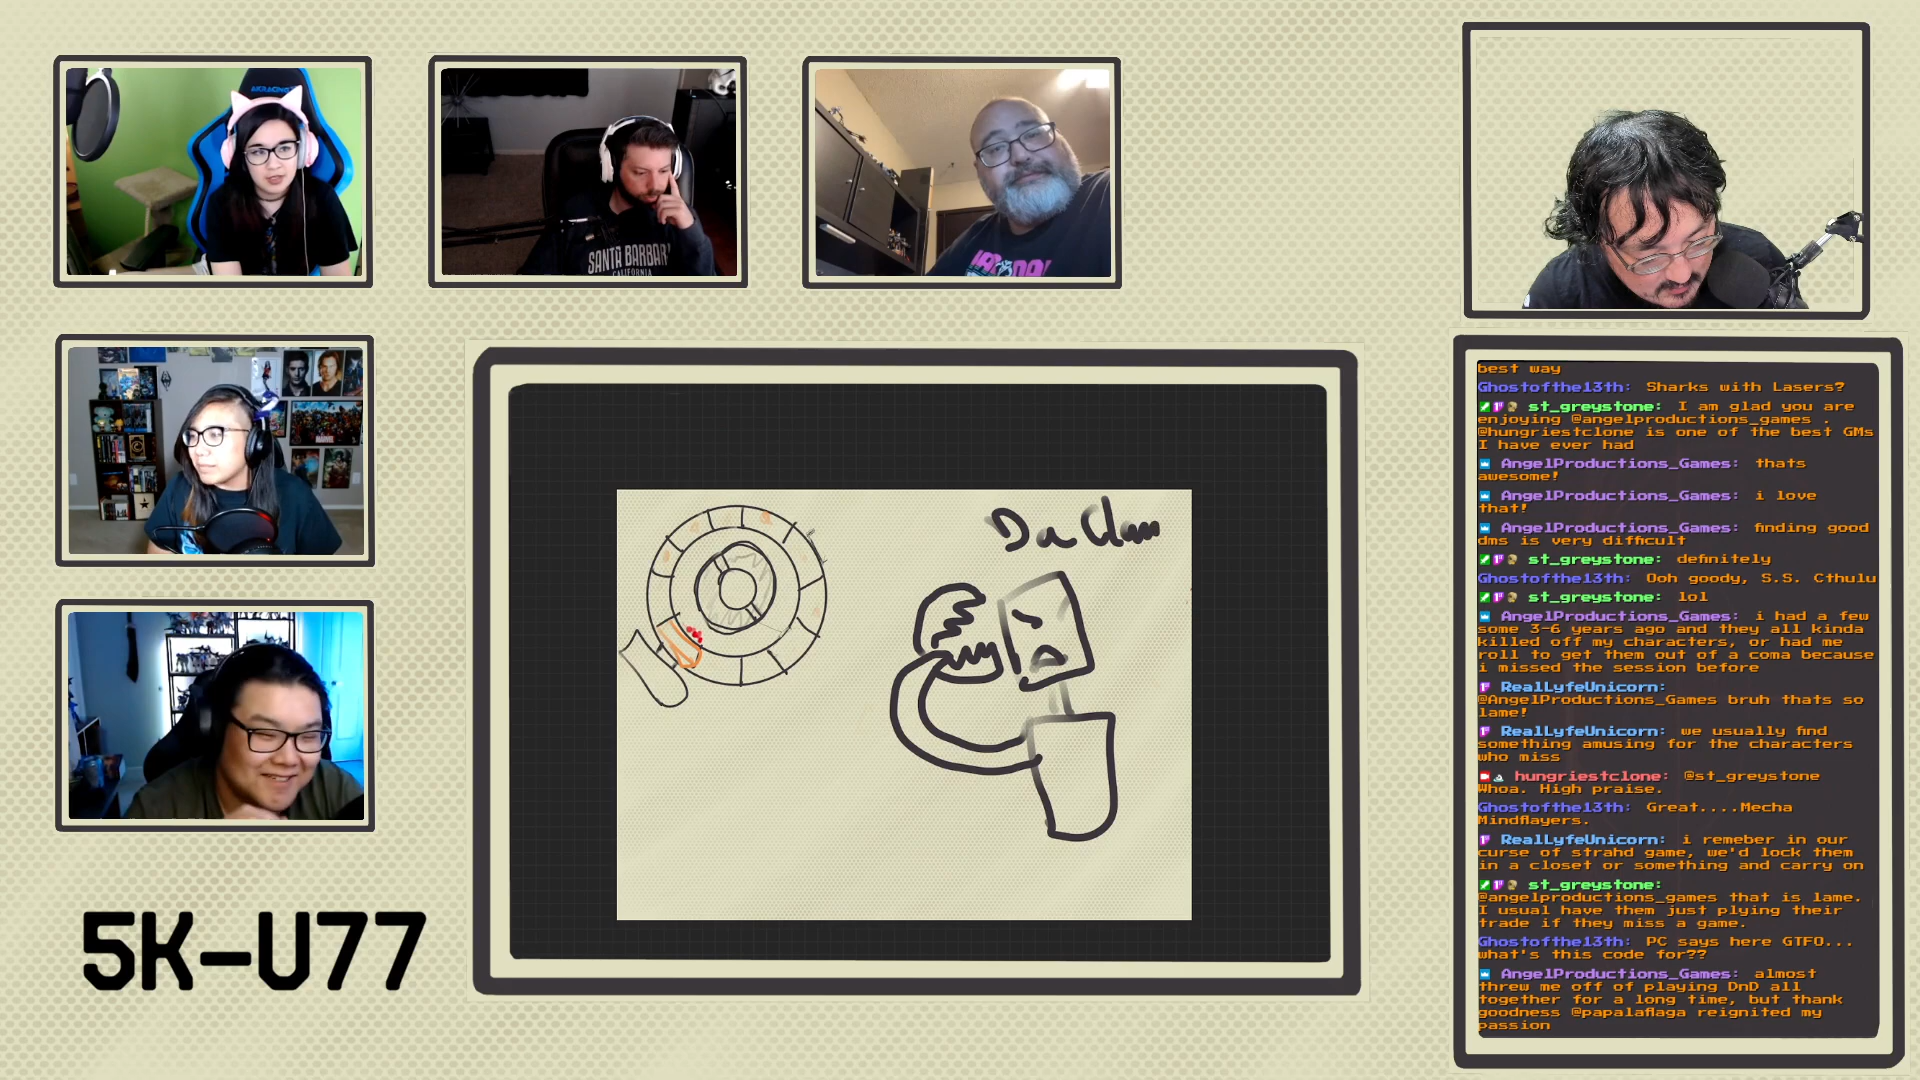 SANTA BARBAR
CALIFORNIA
MARVEL
Da Clam
5K-U77
best way
Ghostofthe13th: Sharks with Lasers?
st_greystone: I am glad you are
enjoying @angelproductions_games .
@hungriestclone is one of the best GMs
I have ever had
AngelProductions_Games: thats
awesome!
AngelProductions_Games: i love
that!
AngelProductions_Games: finding good
dms is very difficult
st_greystone: definitely
Ghostofthe13th: Ooh goody, S.S. Cthulu
st_greystone: lol
AngelProductions_Games: i had a few
some 3-6 years ago and they all kinda
killed off my characters, or had me
roll to get them out of a coma because
i missed the session before
RealLyfeUnicorn:
@AngelProductions_Games bruh thats so
lame!
RealLyfeUnicorn: we usually find
something amusing for the characters
who miss
hungriestclone: @st_greystone
Whoa. High praise.
Ghostofthe13th: Great....Mecha
Mindflayers.
RealLyfeUnicorn: i remeber in our
curse of strahd game, we'd lock them
in a closet or something and carry on
st_greystone:
@angelproductions_games that is lame.
I usual have them just plying their
trade if they miss a game.
Ghostofthe13th: PC says here GTFO...
what's this code for??
AngelProductions_Games: almost
threw me off of playing DnD all
together for a long time, but thank
goodness @papalaflaga reignited my
passion